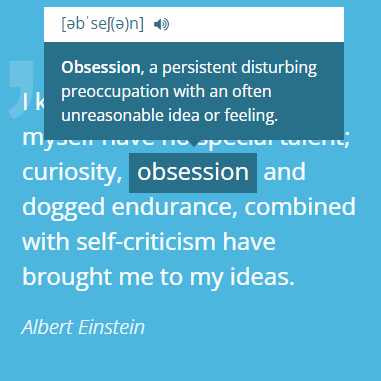 [əbˈseʃ(ə)n]
Obsession, a persistent disturbing
preoccupation with an often
unreasonable idea or feeling.
I
myself have no special talent;
curiosity, obsession and
dogged endurance, combined
with self-criticism have
brought me to my ideas.
Albert Einstein